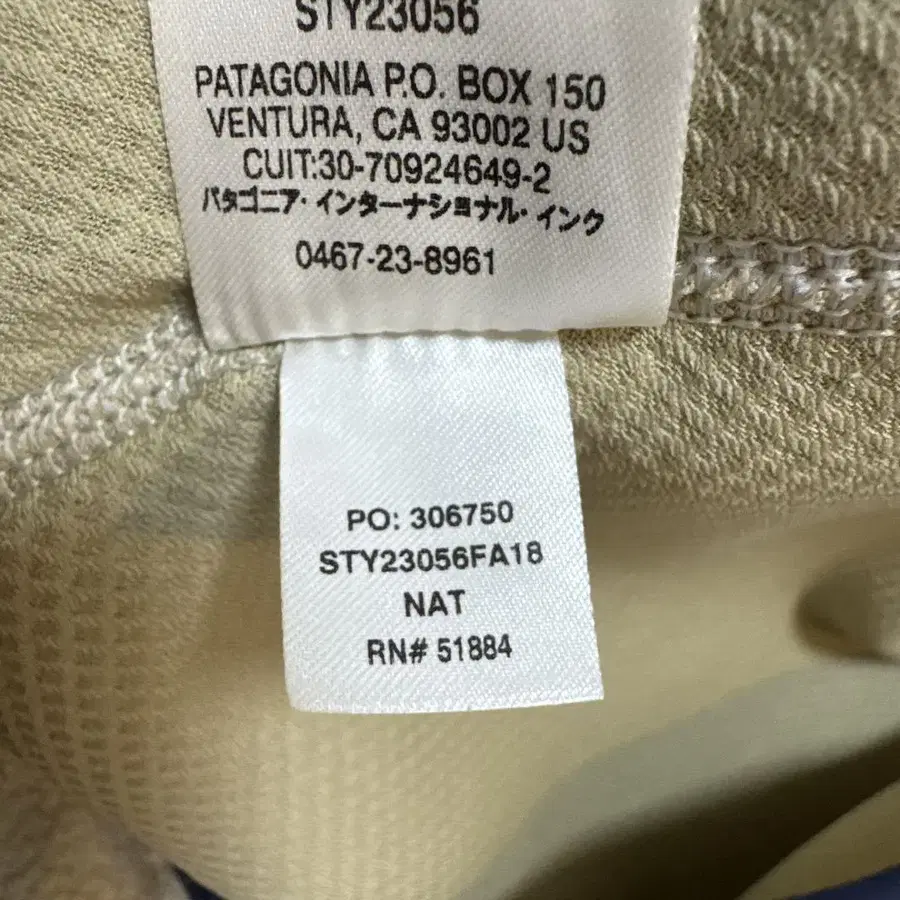 STY23056
PATAGONIA P.O. BOX 150
VENTURA, CA 93002 US
CUIT:30-70924649-2
パタゴニア・インターナショナル・インク
0467-23-8961
PO: 306750
STY23056FA18
NAT
RN# 51884